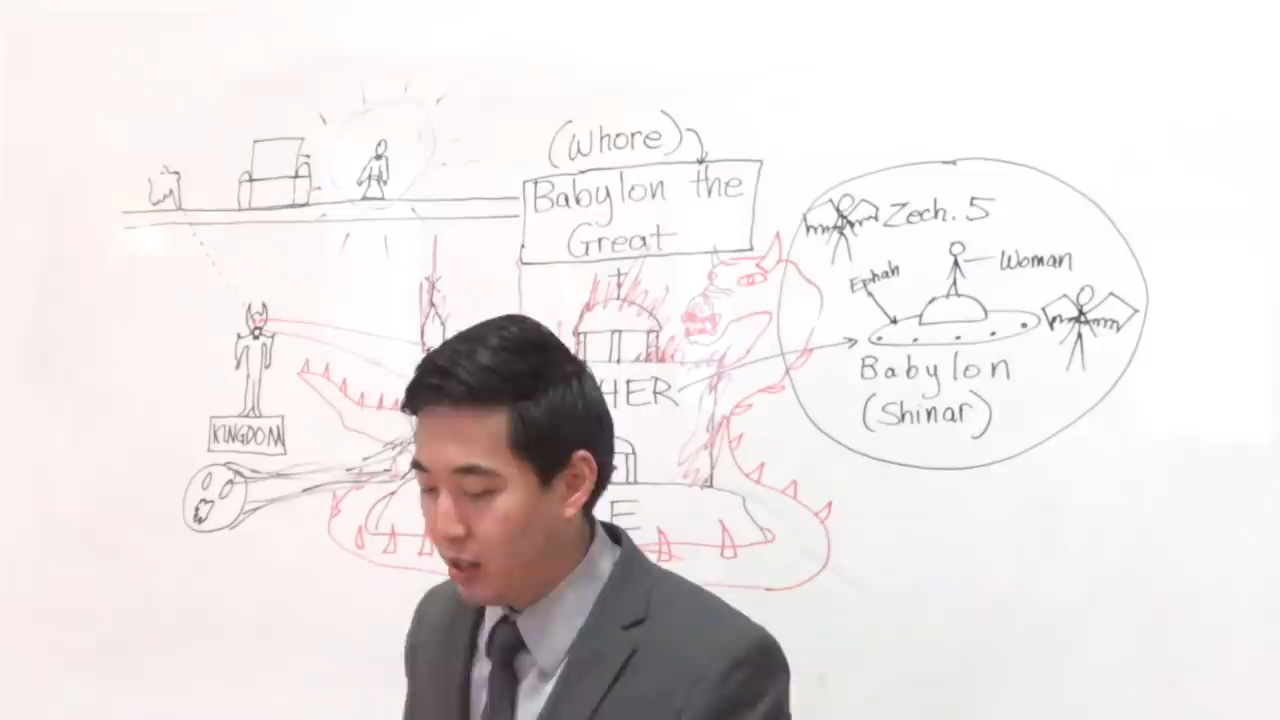 (Whore)
Babylon the
Great
Zech. 5
Woman
Ephah
HER
Babylon
(Shinar)
KINGDOM
E